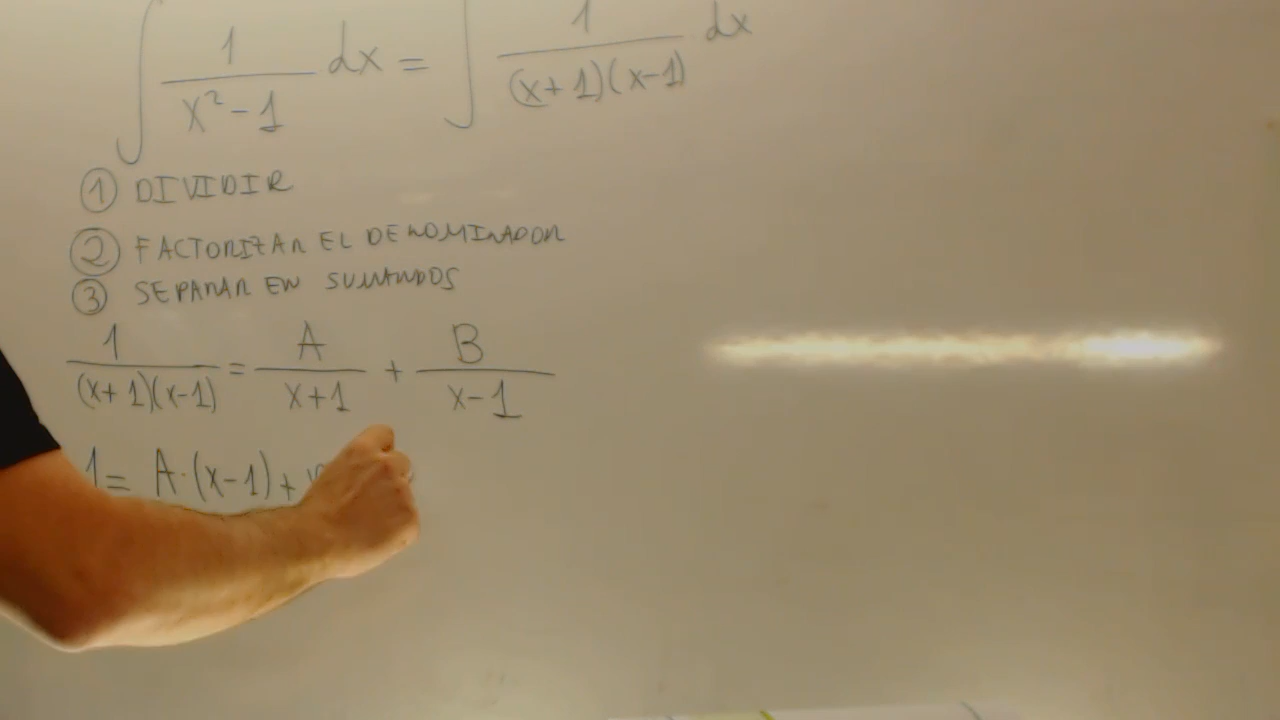 ∫ 1/(x²-1) dx = ∫ 1/((x+1)(x-1)) dx
① DIVIDIR
② FACTORIZAR EL DENOMINADOR
③ SEPARAR EN SUMANDOS
1/((x+1)(x-1)) = A/(x+1) + B/(x-1)
1 = A·(x-1)+